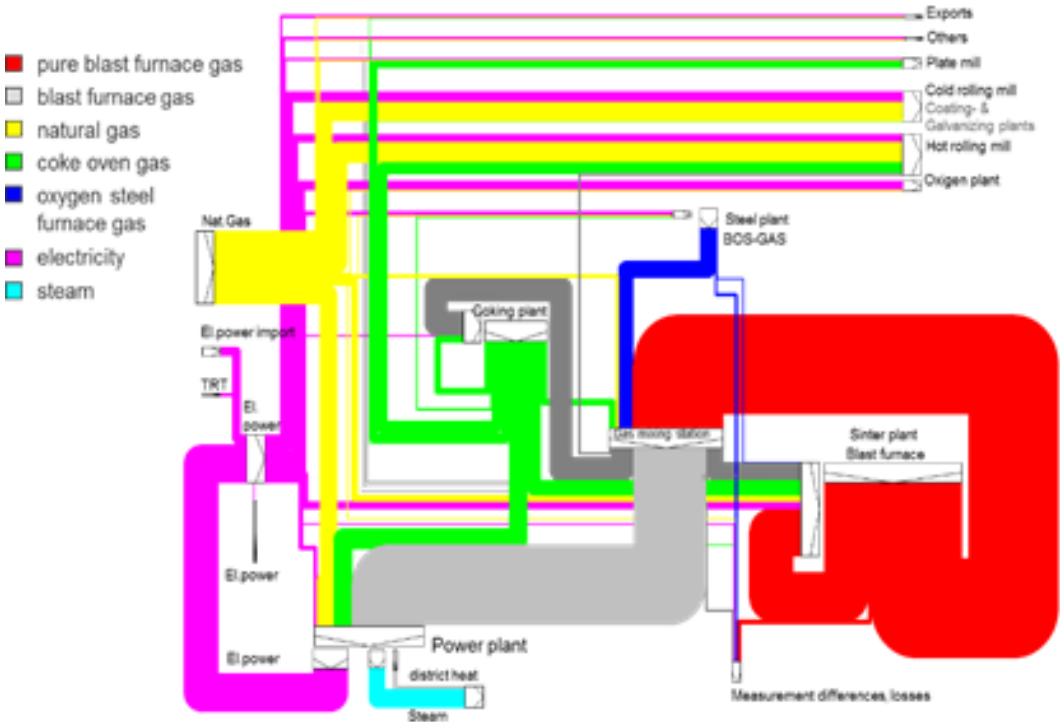 pure blast furnace gas
blast furnace gas
natural gas
coke oven gas
oxygen steel
furnace gas
electricity
steam
Exports
Others
Plate mill
Cold rolling mill
Coating- &
Galvanizing plants
Hot rolling mill
Oxigen plant
Nat.Gas
Steel plant
BOS-GAS
Coking plant
El.power import
TRT
El.
power
Gas mixing station
Sinter plant
Blast furnace
El.power
El.power
Power plant
district heat
Steam
Measurement differences, losses